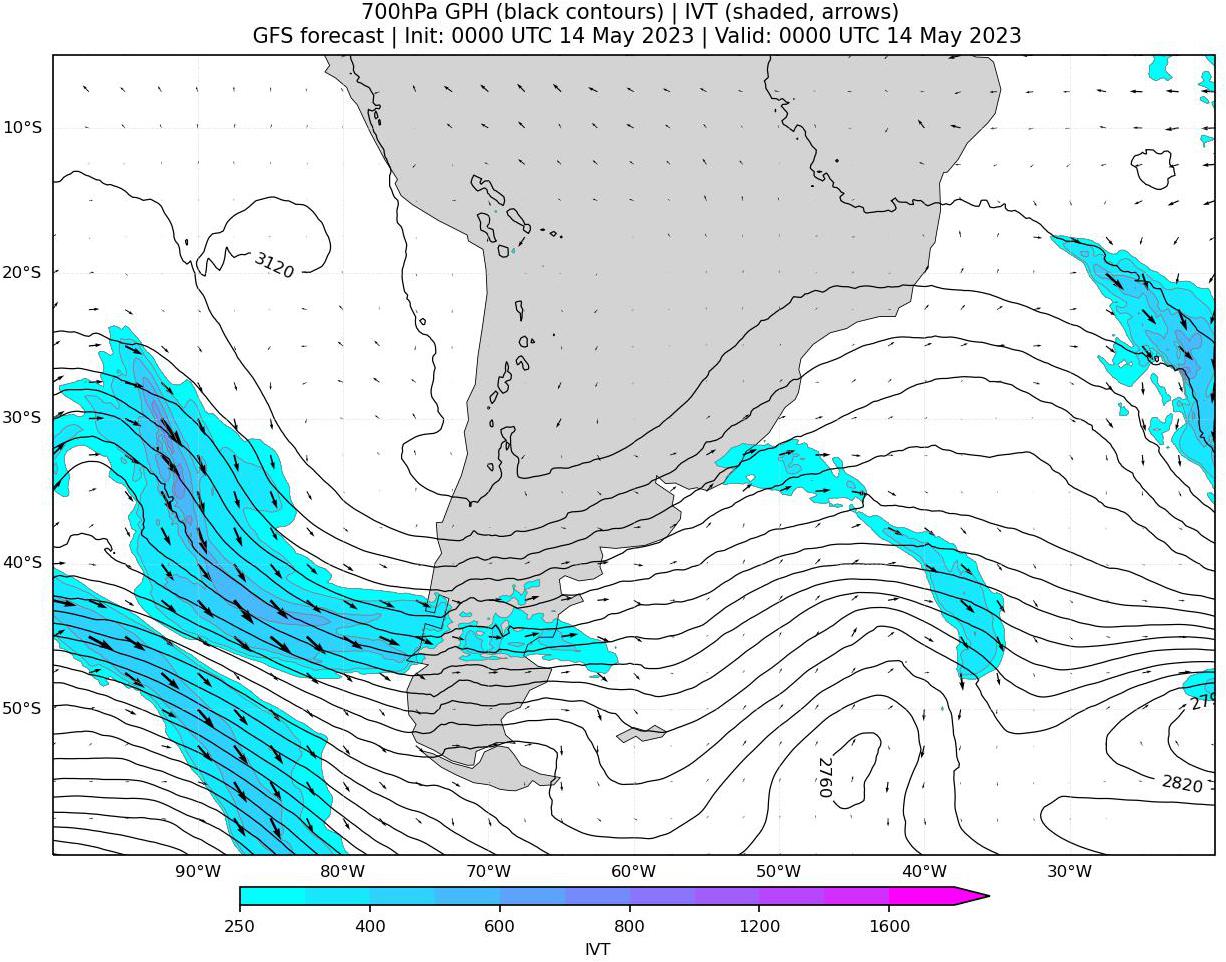 700hPa GPH (black contours) | IVT (shaded, arrows)
GFS forecast | Init: 0000 UTC 14 May 2023 | Valid: 0000 UTC 14 May 2023
10°S
20°S
30°S
40°S
50°S
3120
2760
2820
90°W 80°W 70°W 60°W 50°W 40°W 30°W
250 400 600 800 1200 1600
IVT